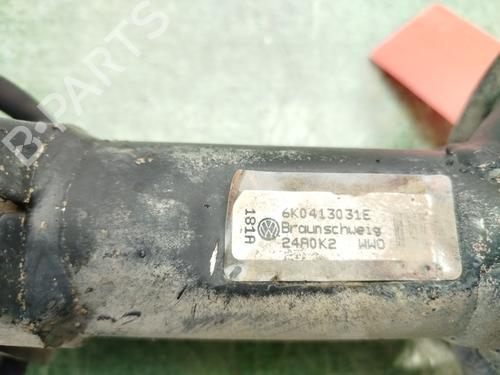 B-PARTS
181A
6K0413031E
Braunschweig
24A0K2 WWO